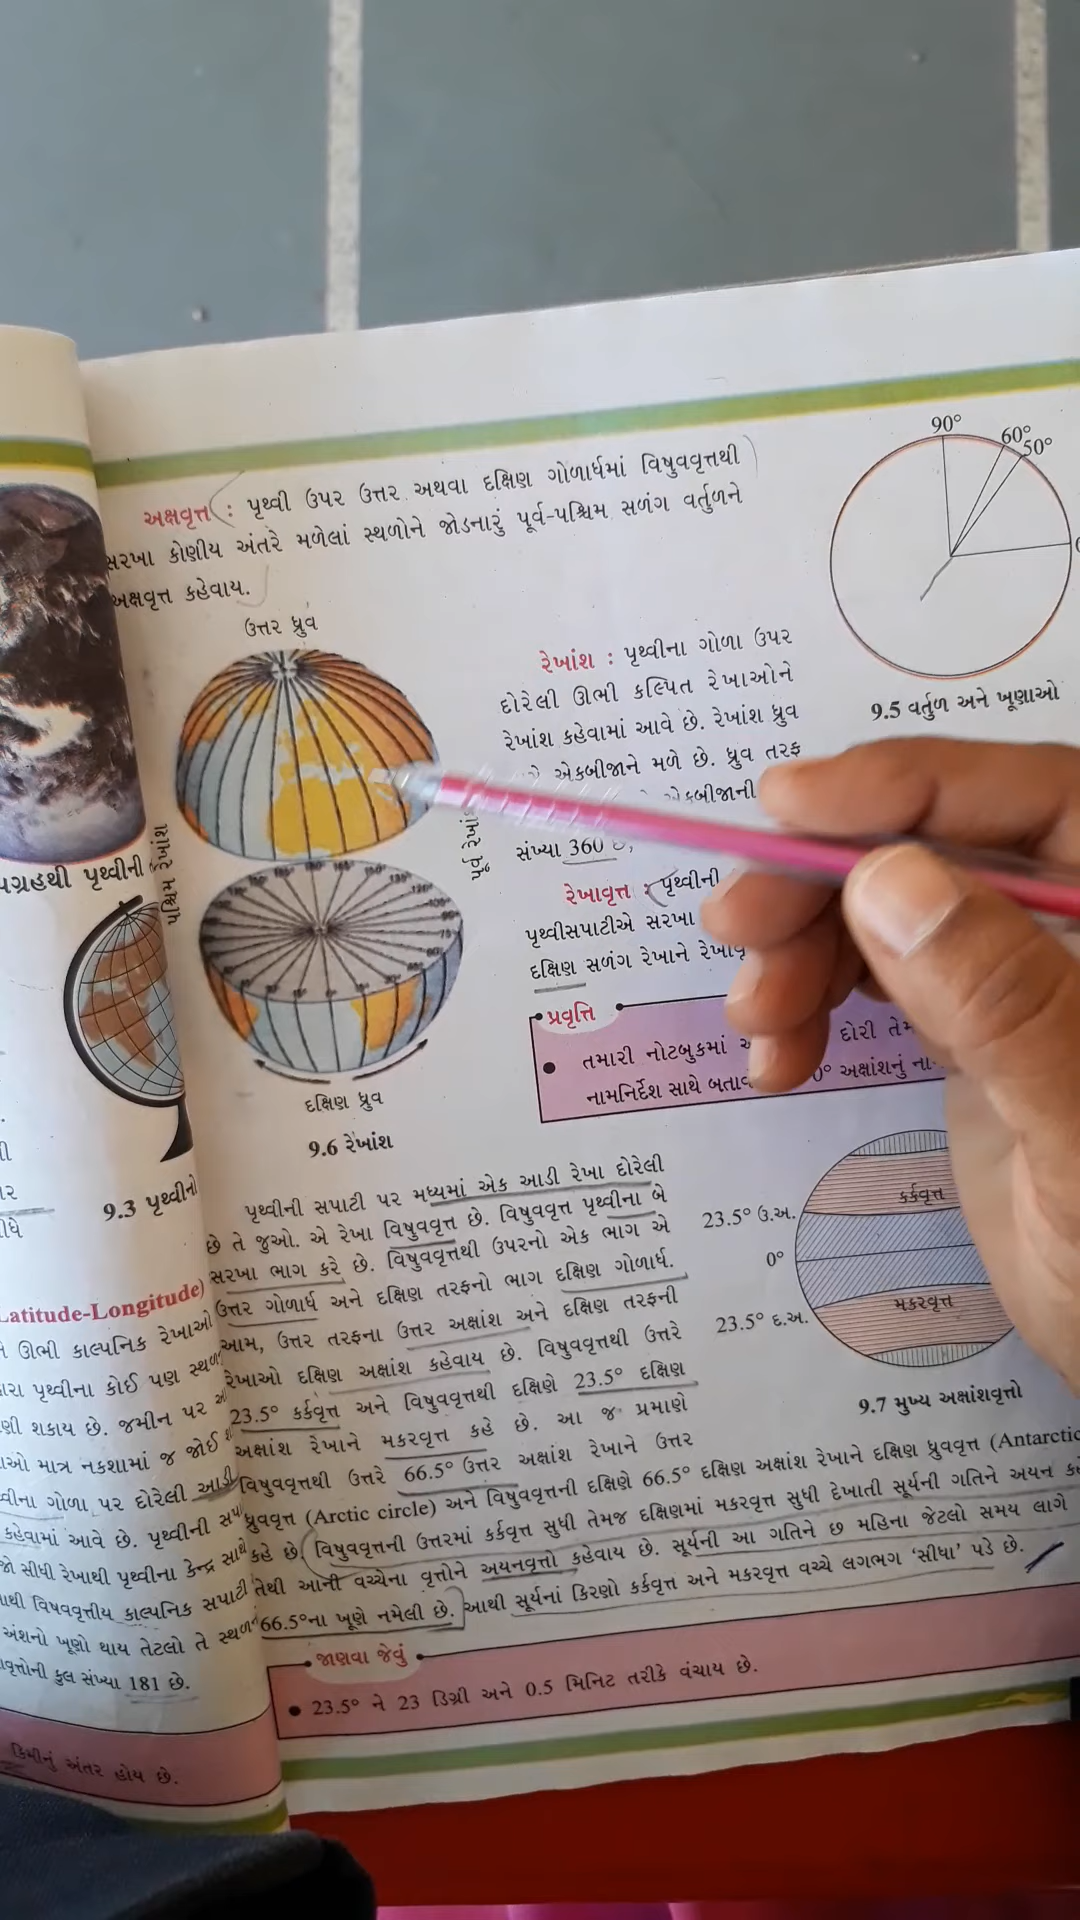 અક્ષવૃત્ત : પૃથ્વી ઉપર ઉત્તર અથવા દક્ષિણ ગોળાર્ધમાં વિષુવવૃત્તથી
સરખા કોણીય અંતરે મળેલાં સ્થળોને જોડનારું પૂર્વ-પશ્ચિમ સળંગ વર્તુળને
અક્ષવૃત્ત કહેવાય.
90°
60°
50°
9.5 વર્તુળ અને ખૂણાઓ
ઉત્તર ધ્રુવ
પશ્ચિમ રેખાંશ
પૂર્વ
દક્ષિણ ધ્રુવ
9.6 રેખાંશ
રેખાંશ : પૃથ્વીના ગોળા ઉપર
દોરેલી ઊભી કલ્પિત રેખાઓને
રેખાંશ કહેવામાં આવે છે. રેખાંશ ધ્રુવ
એકબીજાને મળે છે. ધ્રુવ તરફ
એકબીજાની
સંખ્યા 360
રેખાવૃત્ત : પૃથ્વીની
પૃથ્વીસપાટીએ સરખા
દક્ષિણ સળંગ રેખાને
પ્રવૃત્તિ
• તમારી નોટબુકમાં દોરી
નામનિર્દેશ સાથે અક્ષાંશનું
ગ્રહથી પૃથ્વીની
9.3 પૃથ્વીનો
પૃથ્વીની સપાટી પર મધ્યમાં એક આડી રેખા દોરેલી
છે તે જુઓ. એ રેખા વિષુવવૃત્ત છે. વિષુવવૃત્ત પૃથ્વીના બે
સરખા ભાગ કરે છે. વિષુવવૃત્તથી ઉપરનો એક ભાગ એ
ઉત્તર ગોળાર્ધ અને દક્ષિણ તરફનો ભાગ દક્ષિણ ગોળાર્ધ.
આમ, ઉત્તર તરફના ઉત્તર અક્ષાંશ અને દક્ષિણ તરફની
રેખાઓ દક્ષિણ અક્ષાંશ કહેવાય છે. વિષુવવૃત્તથી ઉત્તરે
23.5° કર્કવૃત્ત અને વિષુવવૃત્તથી દક્ષિણે 23.5° દક્ષિણ
અક્ષાંશ રેખાને મકરવૃત્ત કહે છે. આ જ પ્રમાણે
વિષુવવૃત્તથી ઉત્તરે 66.5° ઉત્તર અક્ષાંશ રેખાને ઉત્તર
ધ્રુવવૃત્ત (Arctic circle) અને વિષુવવૃત્તની દક્ષિણે 66.5° દક્ષિણ અક્ષાંશ રેખાને દક્ષિણ ધ્રુવવૃત્ત (Antarctic
કહે છે. વિષુવવૃત્તની ઉત્તરમાં કર્કવૃત્ત સુધી તેમજ દક્ષિણમાં મકરવૃત્ત સુધી દેખાતી સૂર્યની ગતિને અયન
તેથી આની વચ્ચેના વૃત્તોને અયનવૃત્તો કહેવાય છે. સૂર્યની આ ગતિને છ મહિના જેટલો સમય લાગે
66.5°ના ખૂણે નમેલી છે. આથી સૂર્યનાં કિરણો કર્કવૃત્ત અને મકરવૃત્ત વચ્ચે લગભગ ‘સીધા’ પડે છે.
23.5° ઉ.અ.
0°
23.5° દ.અ.
કર્કવૃત્ત
મકરવૃત્ત
9.7 મુખ્ય અક્ષાંશવૃત્તો
જાણવા જેવું
• 23.5° ને 23 ડિગ્રી અને 0.5 મિનિટ તરીકે વંચાય છે.
Latitude-Longitude)
ઊભી કાલ્પનિક રેખાઓ
પૃથ્વીના કોઈ પણ સ્થળ
શકાય છે. જમીન પર
માત્ર નકશામાં જ જોઈ
ગોળા પર દોરેલી આડી
કહેવામાં આવે છે. પૃથ્વીની
સીધી રેખાથી પૃથ્વીના કેન્દ્ર સાથે
કાલ્પનિક સપાટી
અંશનો ખૂણો થાય તેટલો તે સ્થળ
કુલ સંખ્યા 181 છે.
કિમીનું અંતર હોય છે.